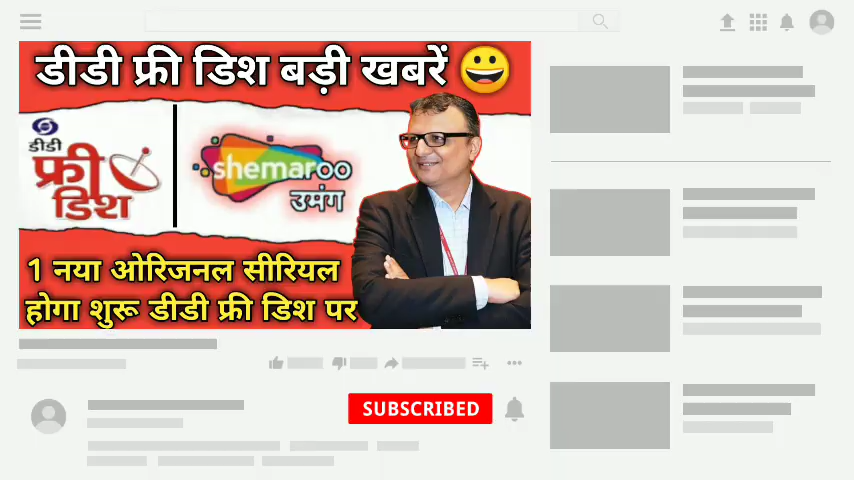 डीडी फ्री डिश बड़ी खबरें
डीडी
फ्री
डिश
shemaroo
उमंग
1 नया ओरिजनल सीरियल
होगा शुरू डीडी फ्री डिश पर
SUBSCRIBED